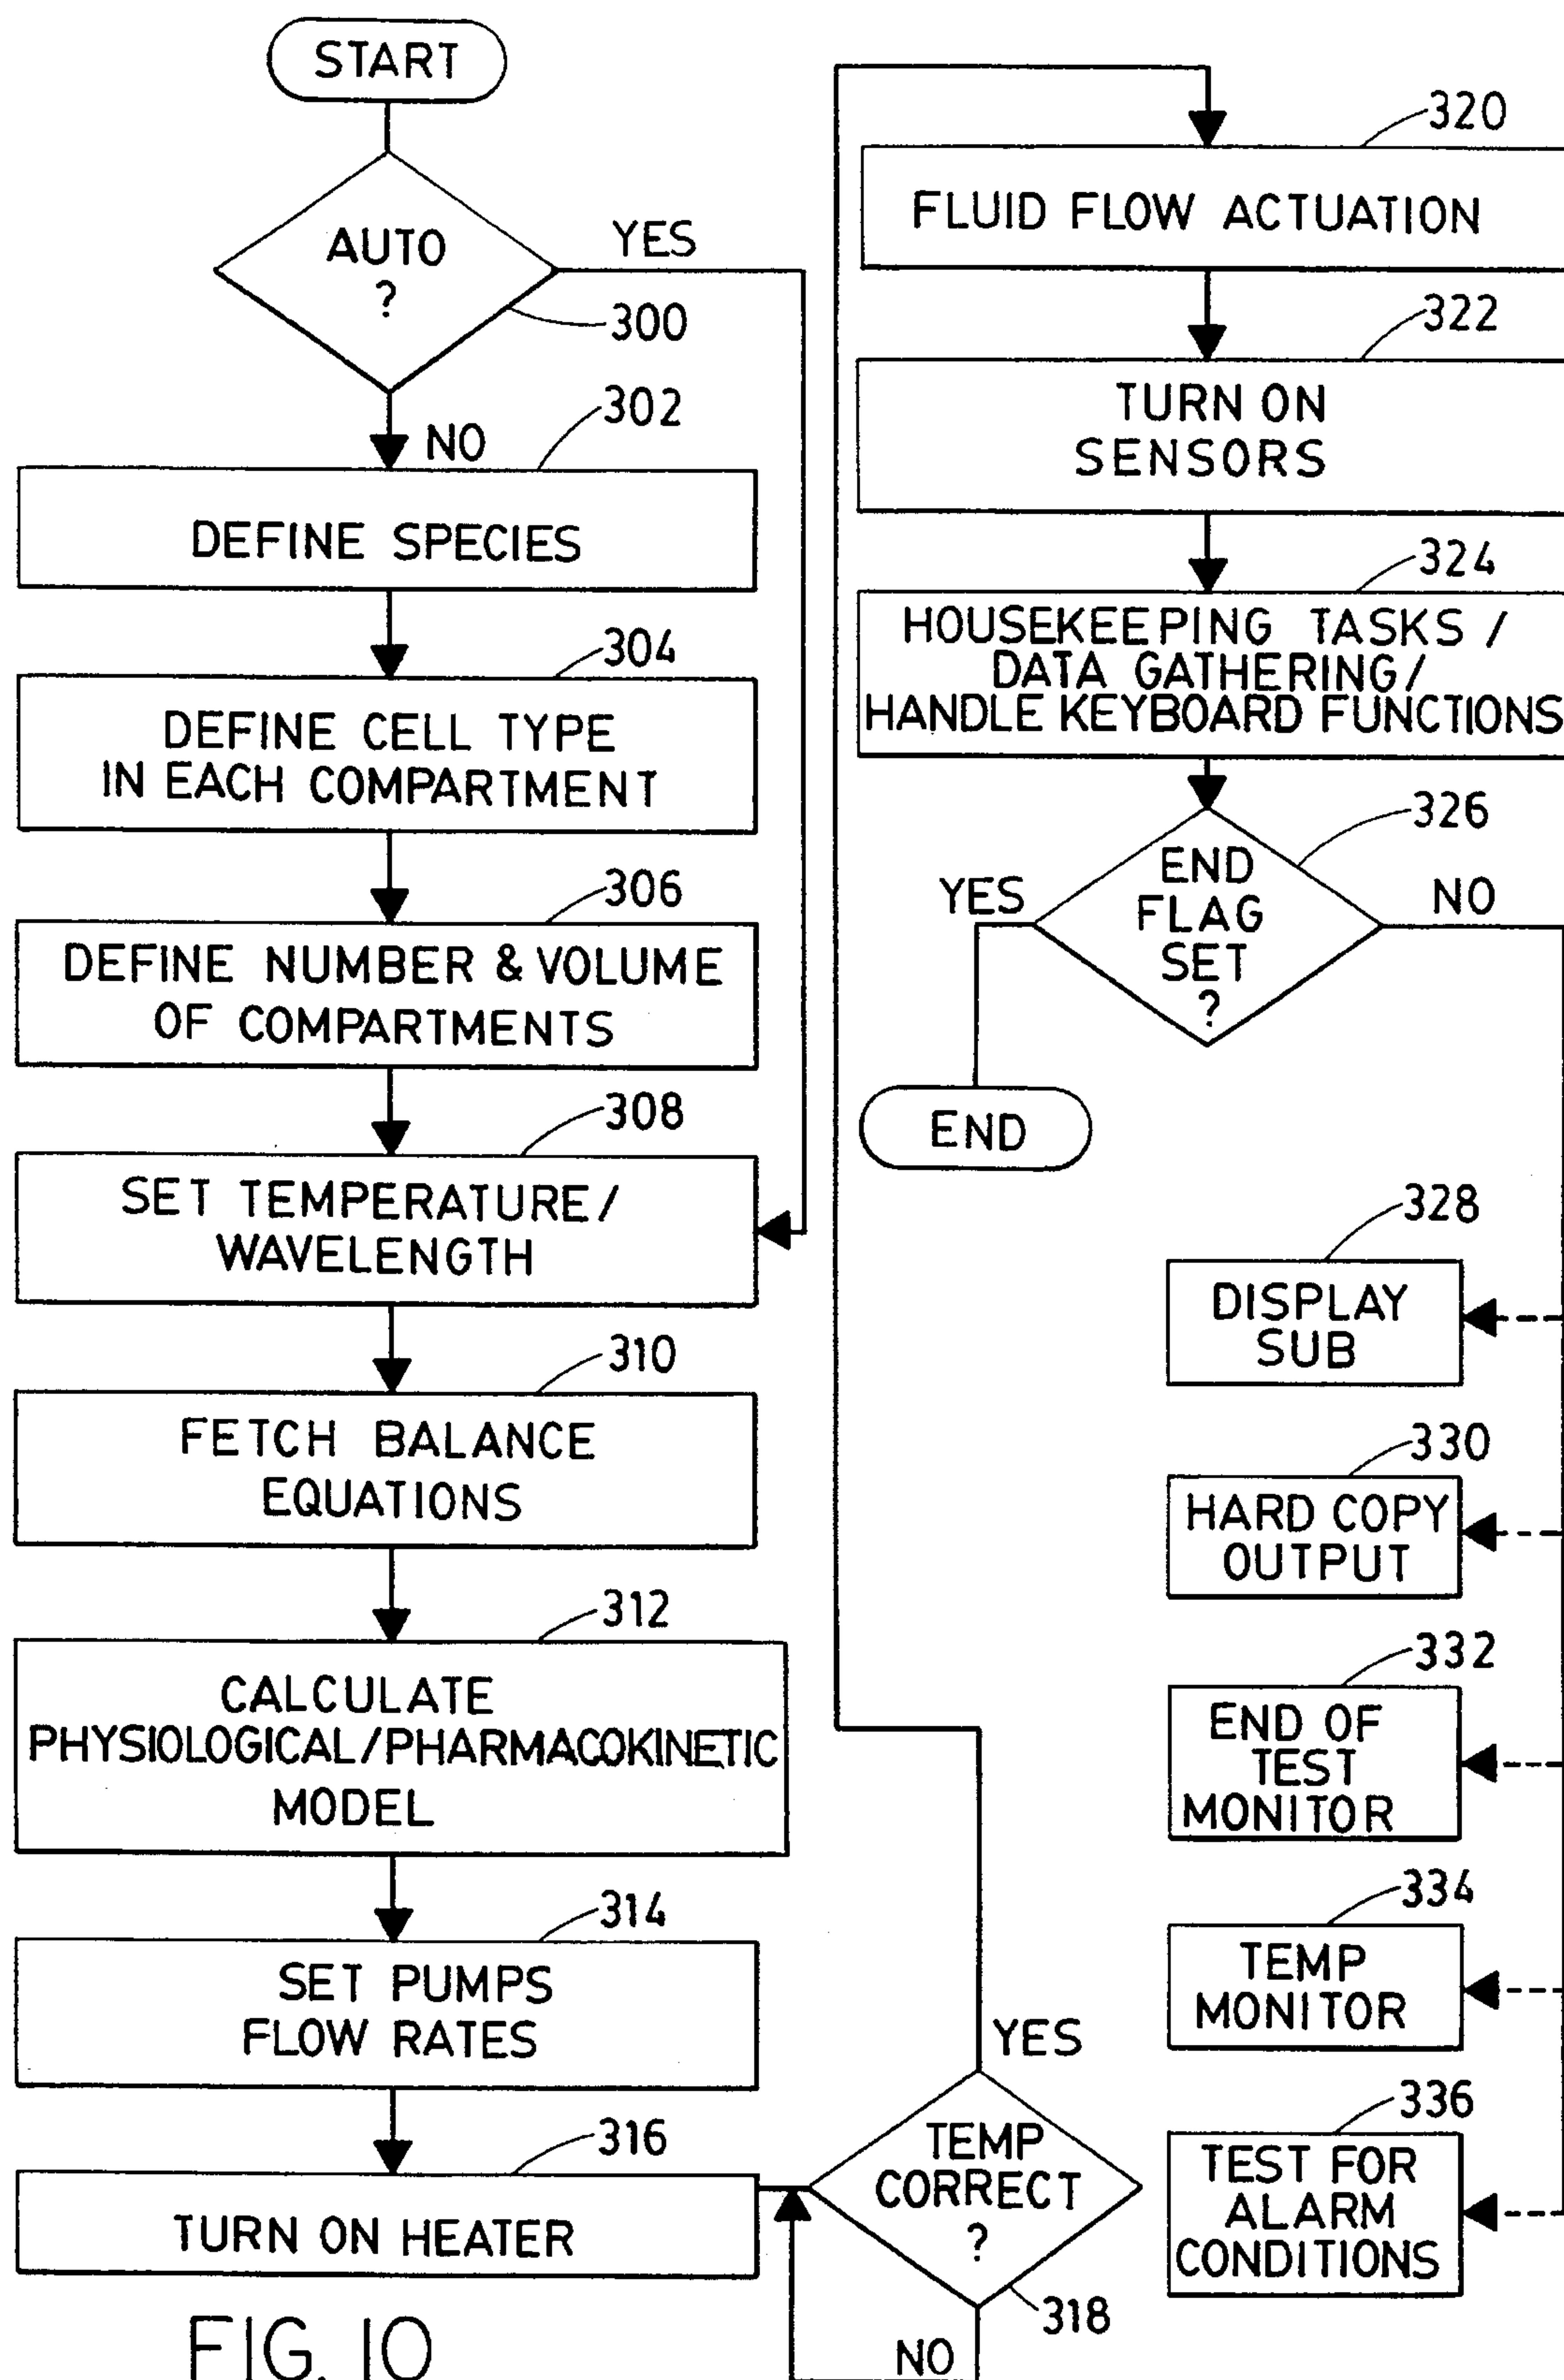 START
AUTO
?
YES
300
NO
302
DEFINE SPECIES
304
DEFINE CELL TYPE
IN EACH COMPARTMENT
306
DEFINE NUMBER & VOLUME
OF COMPARTMENTS
308
SET TEMPERATURE/
WAVELENGTH
310
FETCH BALANCE
EQUATIONS
312
CALCULATE
PHYSIOLOGICAL/PHARMACOKINETIC
MODEL
314
SET PUMPS
FLOW RATES
316
TURN ON HEATER
TEMP
CORRECT
?
YES
318
NO
320
FLUID FLOW ACTUATION
322
TURN ON
SENSORS
324
HOUSEKEEPING TASKS /
DATA GATHERING/
HANDLE KEYBOARD FUNCTIONS
326
END
FLAG
SET
?
YES
NO
END
328
DISPLAY
SUB
330
HARD COPY
OUTPUT
332
END OF
TEST
MONITOR
334
TEMP
MONITOR
336
TEST FOR
ALARM
CONDITIONS
FIG. 10